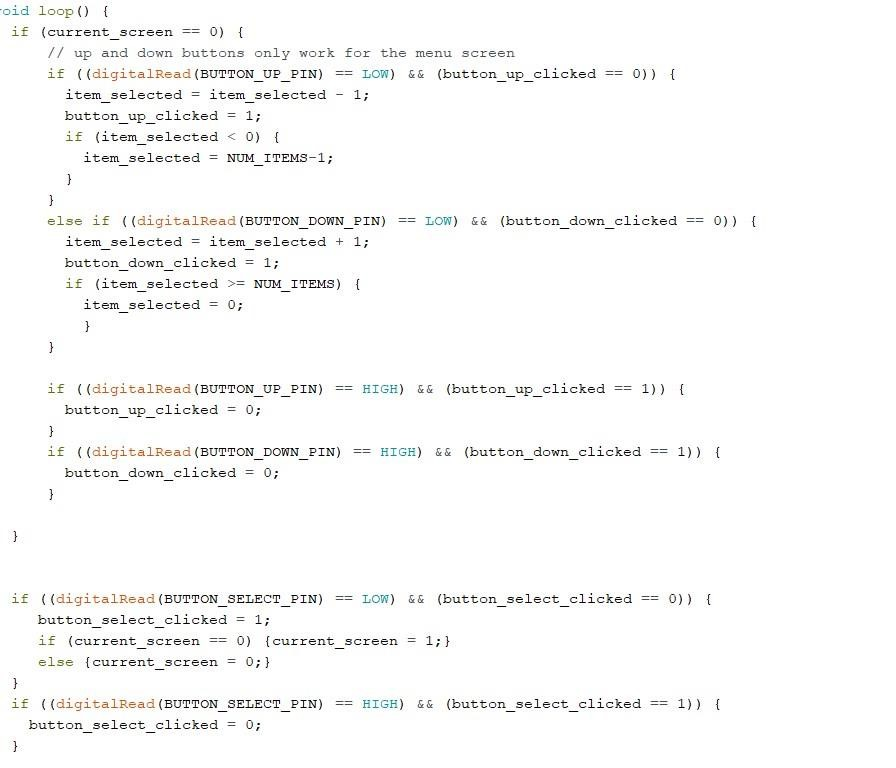 void loop() {
if (current_screen == 0) {
// up and down buttons only work for the menu screen
if ((digitalRead(BUTTON_UP_PIN) == LOW) && (button_up_clicked == 0)) {
item_selected = item_selected - 1;
button_up_clicked = 1;
if (item_selected < 0) {
item_selected = NUM_ITEMS-1;
}
}
else if ((digitalRead(BUTTON_DOWN_PIN) == LOW) && (button_down_clicked == 0)) {
item_selected = item_selected + 1;
button_down_clicked = 1;
if (item_selected >= NUM_ITEMS) {
item_selected = 0;
}
}
if ((digitalRead(BUTTON_UP_PIN) == HIGH) && (button_up_clicked == 1)) {
button_up_clicked = 0;
}
if ((digitalRead(BUTTON_DOWN_PIN) == HIGH) && (button_down_clicked == 1)) {
button_down_clicked = 0;
}
}
if ((digitalRead(BUTTON_SELECT_PIN) == LOW) && (button_select_clicked == 0)) {
button_select_clicked = 1;
if (current_screen == 0) {current_screen = 1;}
else {current_screen = 0;}
}
if ((digitalRead(BUTTON_SELECT_PIN) == HIGH) && (button_select_clicked == 1)) {
button_select_clicked = 0;
}